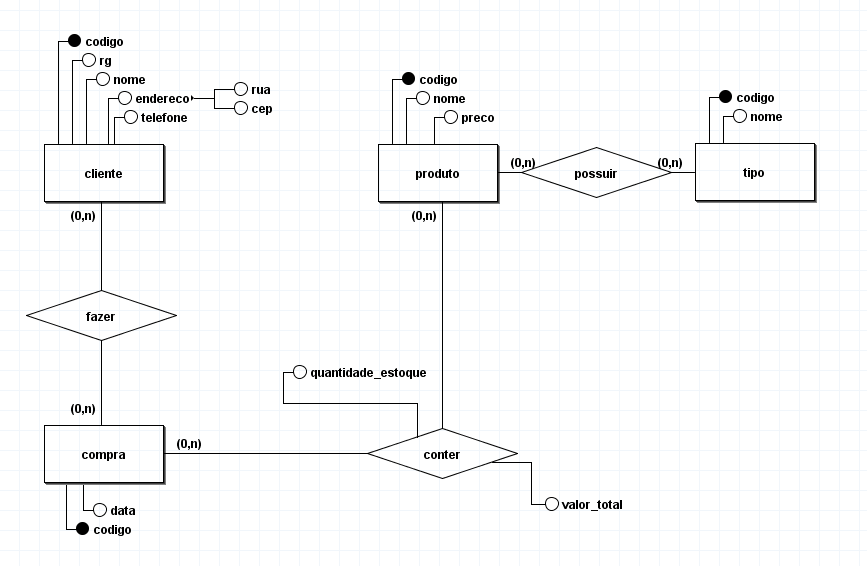 codigo
rg
nome
endereco
rua
cep
telefone
cliente
(0,n)
fazer
(0,n)
compra
data
codigo
(0,n)
codigo
nome
preco
produto
(0,n)
(0,n)
possuir
(0,n)
codigo
nome
tipo
quantidade_estoque
conter
valor_total